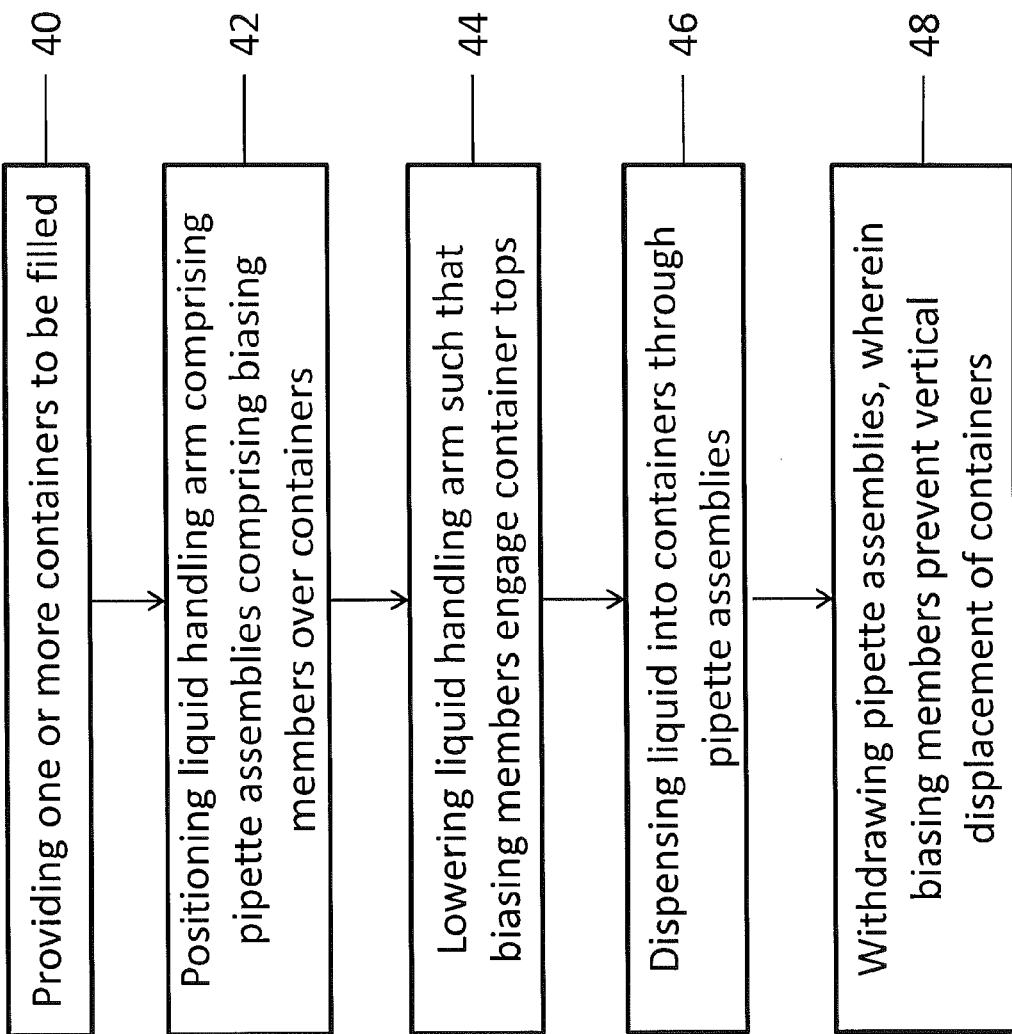 Providing one or more containers to be filled
40
Positioning liquid handling arm comprising
pipette assemblies comprising biasing
members over containers
42
Lowering liquid handling arm such that
biasing members engage container tops
44
Dispensing liquid into containers through
pipette assemblies
46
Withdrawing pipette assemblies, wherein
biasing members prevent vertical
displacement of containers
48